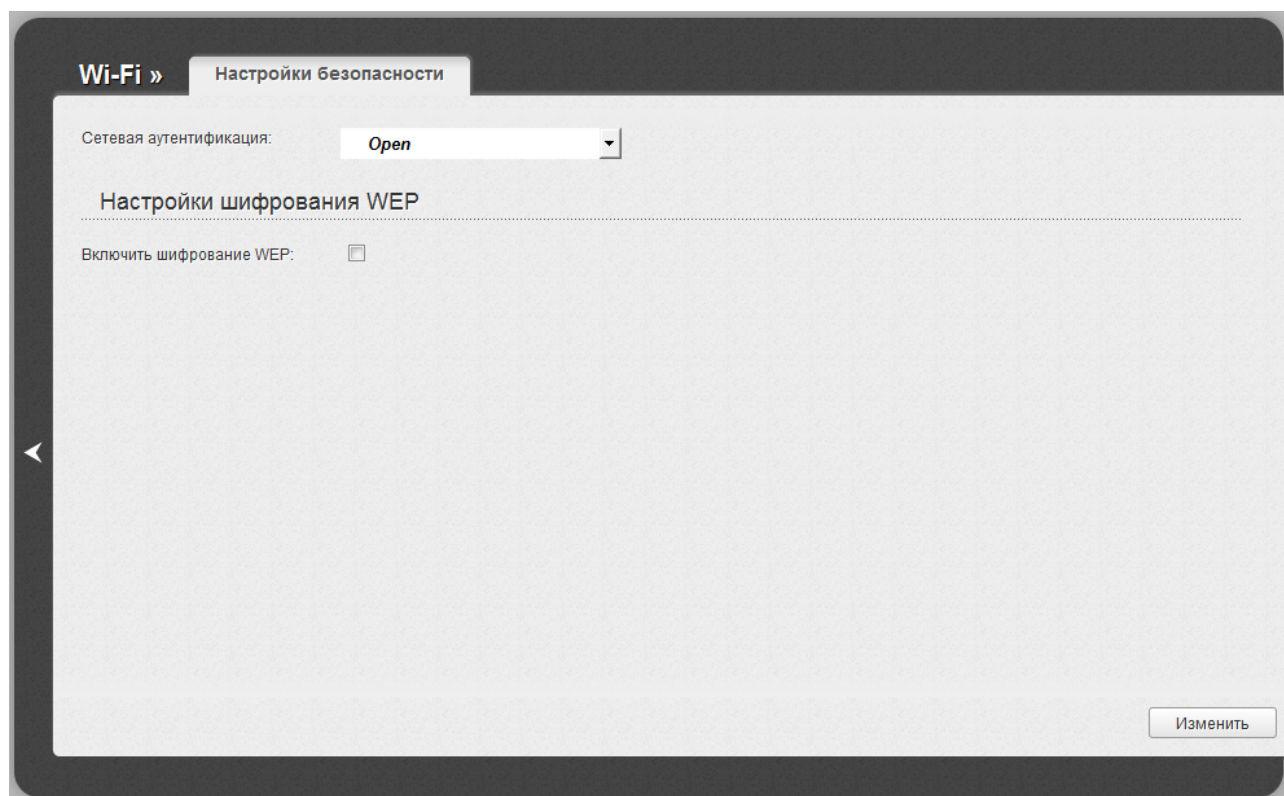 Wi-Fi » Настройки безопасности
Сетевая аутентификация: Open
Настройки шифрования WEP
Включить шифрование WEP:
Изменить